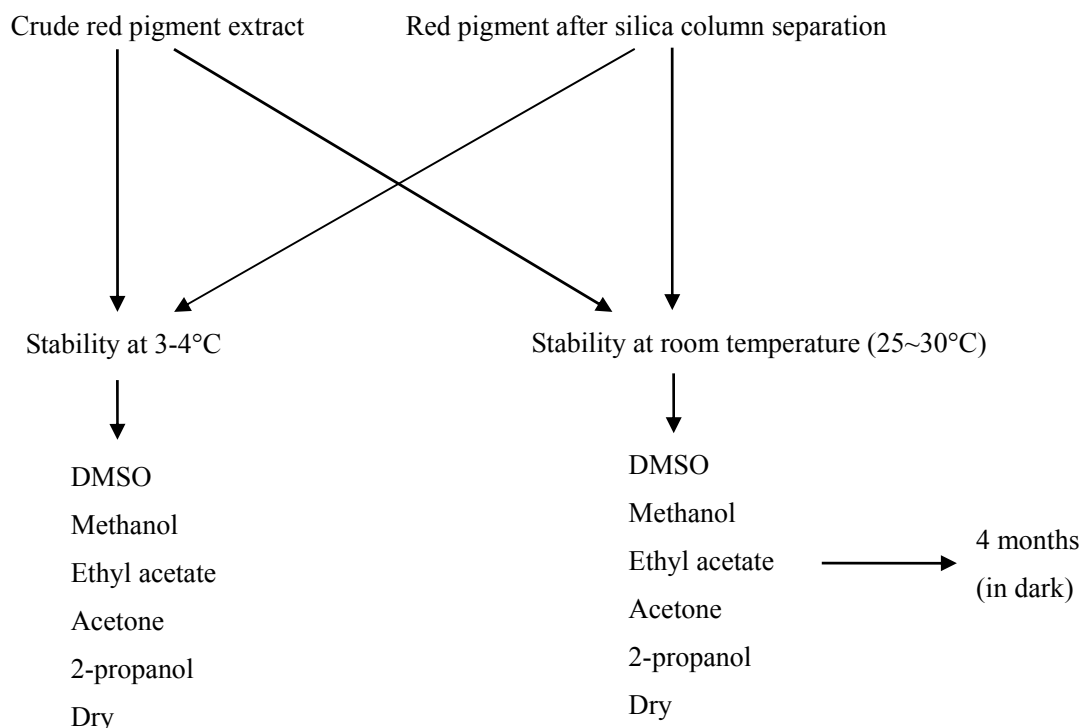 Crude red pigment extract
Red pigment after silica column separation
Stability at 3-4°C
Stability at room temperature (25~30°C)
DMSO
Methanol
Ethyl acetate
Acetone
2-propanol
Dry
DMSO
Methanol
Ethyl acetate
Acetone
2-propanol
Dry
4 months
(in dark)